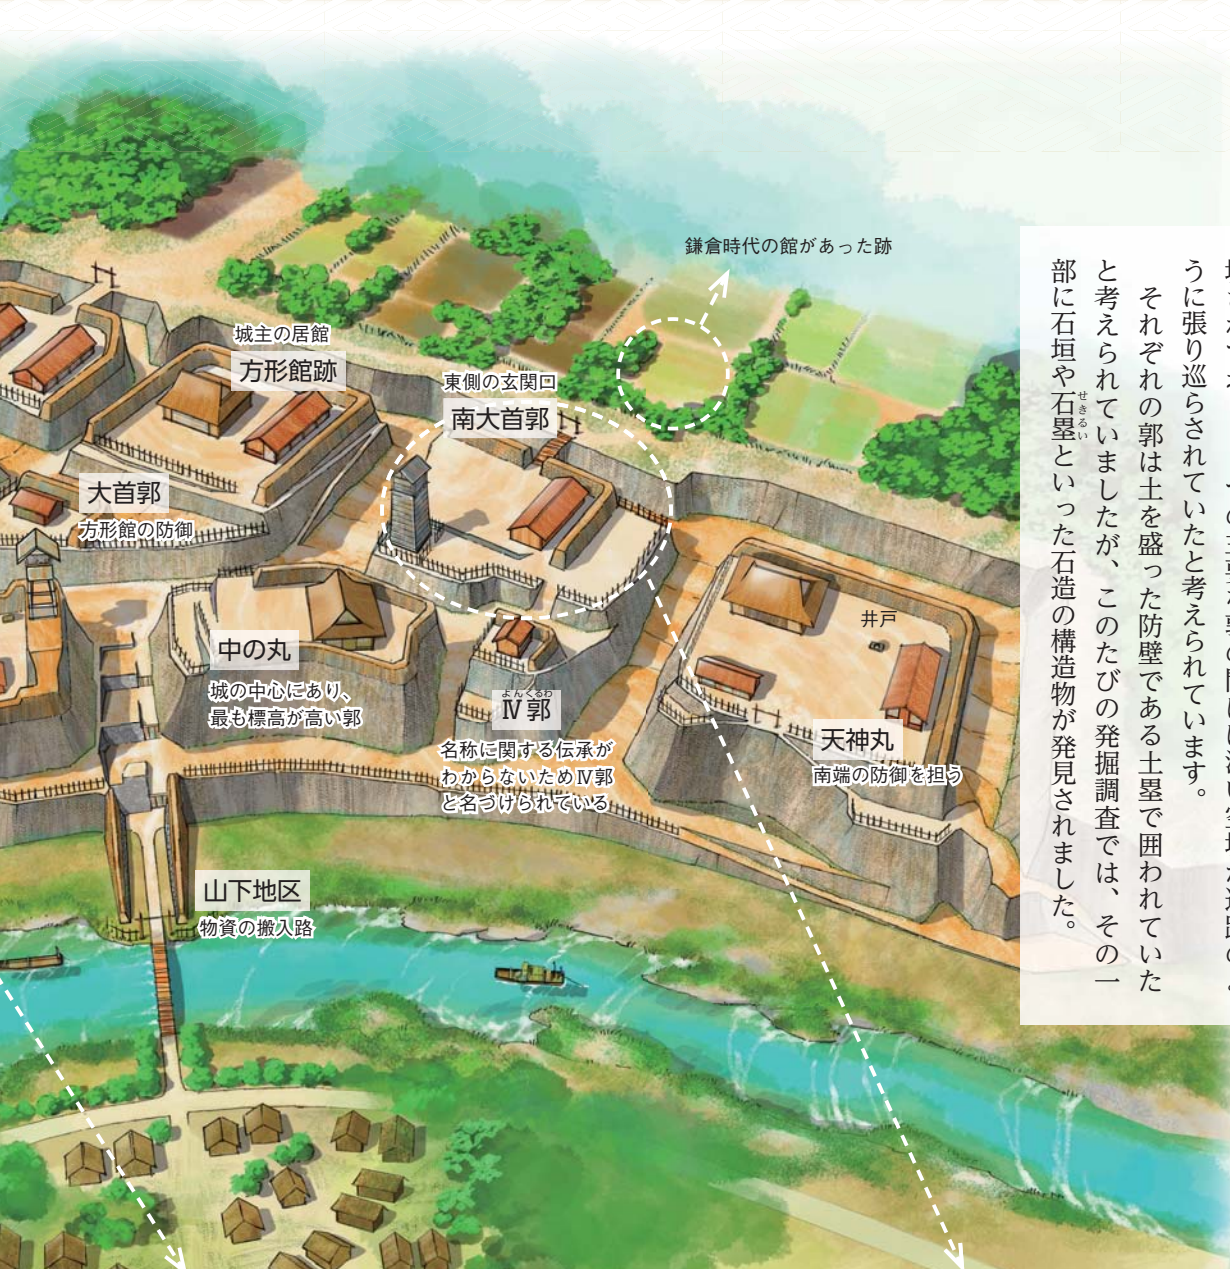 鎌倉時代の館があった跡
城主の居館
方形館跡
東側の玄関口
南大首郭
大首郭
方形館の防御
井戸
中の丸
城の中心にあり、
最も標高が高い郭
よんくるわ
Ⅳ郭
名称に関する伝承が
わからないためⅣ郭
と名づけられている
天神丸
南端の防御を担う
山下地区
物資の搬入路
うに張り巡らされていたと考えられています。
それぞれの郭は土を盛った防壁である土塁で囲われていた
と考えられていましたが、このたびの発掘調査では、その一
部に石垣や石塁といった石造の構造物が発見されました。
せきるい